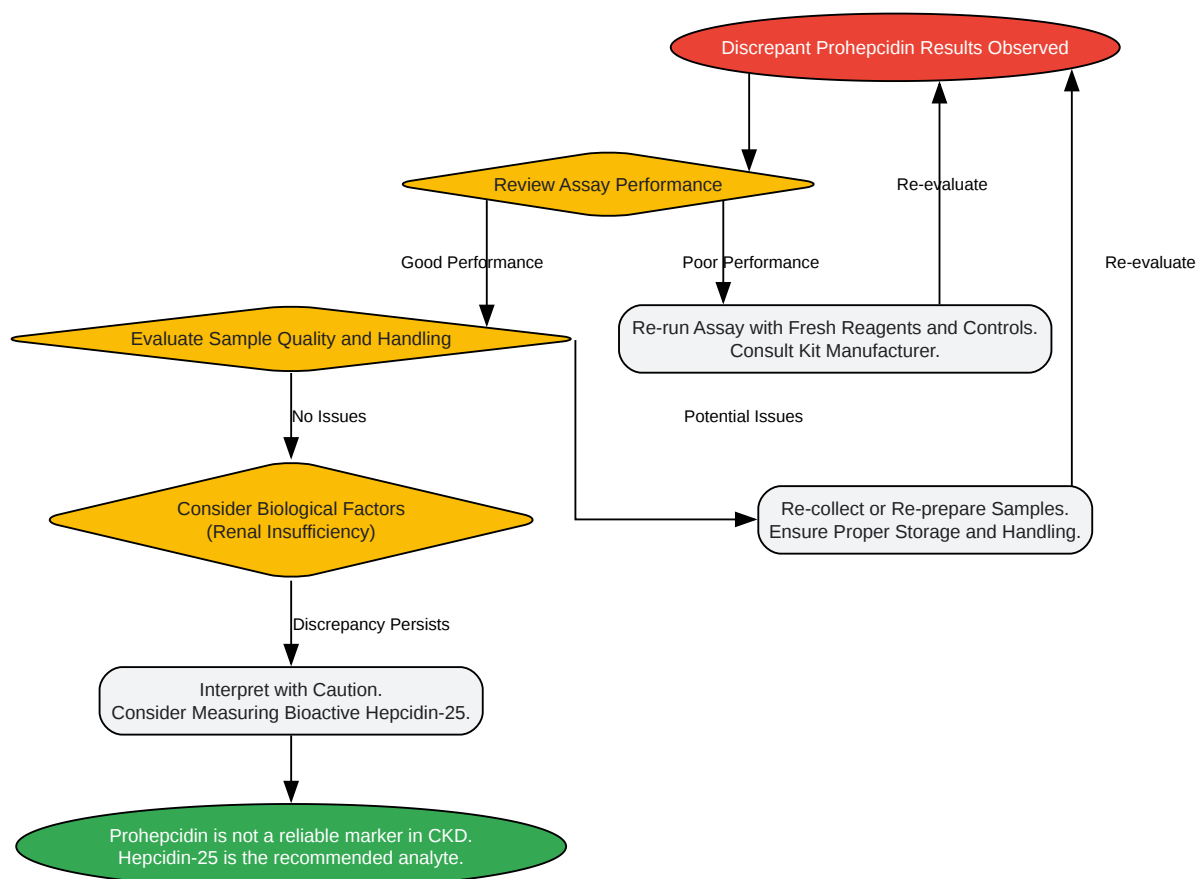 Discrepant Prohepcidin Results Observed
Review Assay Performance
Re-evaluate
Good Performance
Poor Performance
Re-evaluate
Evaluate Sample Quality and Handling
Re-run Assay with Fresh Reagents and Controls.
Consult Kit Manufacturer.
No Issues
Potential Issues
Consider Biological Factors
(Renal Insufficiency)
Re-collect or Re-prepare Samples.
Ensure Proper Storage and Handling.
Discrepancy Persists
Interpret with Caution.
Consider Measuring Bioactive Hepcidin-25.
Prohepcidin is not a reliable marker in CKD.
Hepcidin-25 is the recommended analyte.